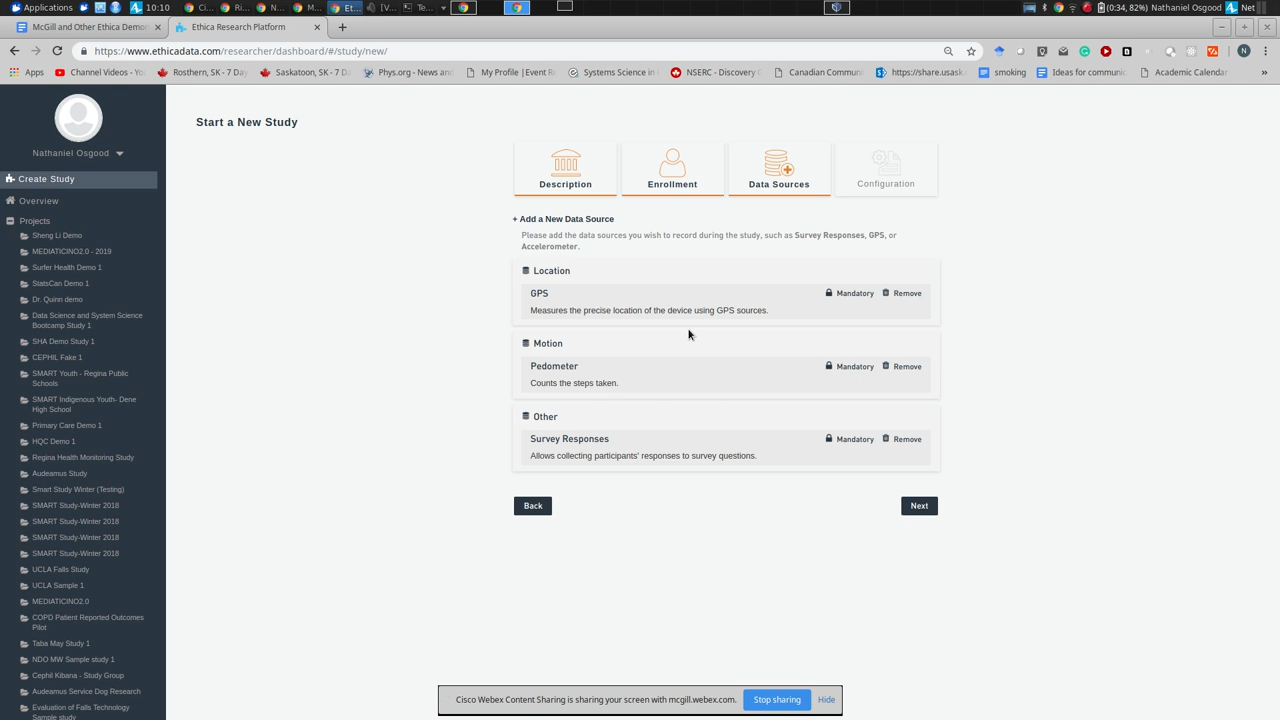 Applications
10:10
Cr
Ri
N
M
Et
[V
Te
(0:34, 82%) Nathaniel Osgood
Net
McGill and Other Ethica Demon
Ethica Research Platform
https://www.ethicadata.com/researcher/dashboard/#/study/new/
Apps
Channel Videos - Yo
Rosthern, SK - 7 Day
Saskatoon, SK - 7 Da
Phys.org - News and
My Profile | Event R
Systems Science in
NSERC - Discovery G
Canadian Commun
https://share.usask.
smoking
Ideas for communic
Academic Calendar
»
Nathaniel Osgood
Create Study
Overview
Projects
Sheng Li Demo
MEDIATICINO2.0 - 2019
Surfer Health Demo 1
StatsCan Demo 1
Dr. Quinn demo
Data Science and System Science
Bootcamp Study 1
SHA Demo Study 1
CEPHIL Fake 1
SMART Youth - Regina Public
Schools
SMART Indigenous Youth- Dene
High School
Primary Care Demo 1
HQC Demo 1
Regina Health Monitoring Study
Audeamus Study
Smart Study Winter (Testing)
SMART Study-Winter 2018
SMART Study-Winter 2018
SMART Study-Winter 2018
SMART Study-Winter 2018
UCLA Falls Study
UCLA Sample 1
MEDIATICINO2.0
COPD Patient Reported Outcomes
Pilot
Taba May Study 1
NDO MW Sample study 1
Cephil Kibana - Study Group
Audeamus Service Dog Research
Evaluation of Falls Technology
Sample study
Start a New Study
Description
Enrollment
Data Sources
Configuration
+ Add a New Data Source
Please add the data sources you wish to record during the study, such as Survey Responses, GPS, or
Accelerometer.
Location
GPS
Mandatory
Remove
Measures the precise location of the device using GPS sources.
Motion
Pedometer
Mandatory
Remove
Counts the steps taken.
Other
Survey Responses
Mandatory
Remove
Allows collecting participants' responses to survey questions.
Back
Next
Cisco Webex Content Sharing is sharing your screen with mcgill.webex.com.
Stop sharing
Hide